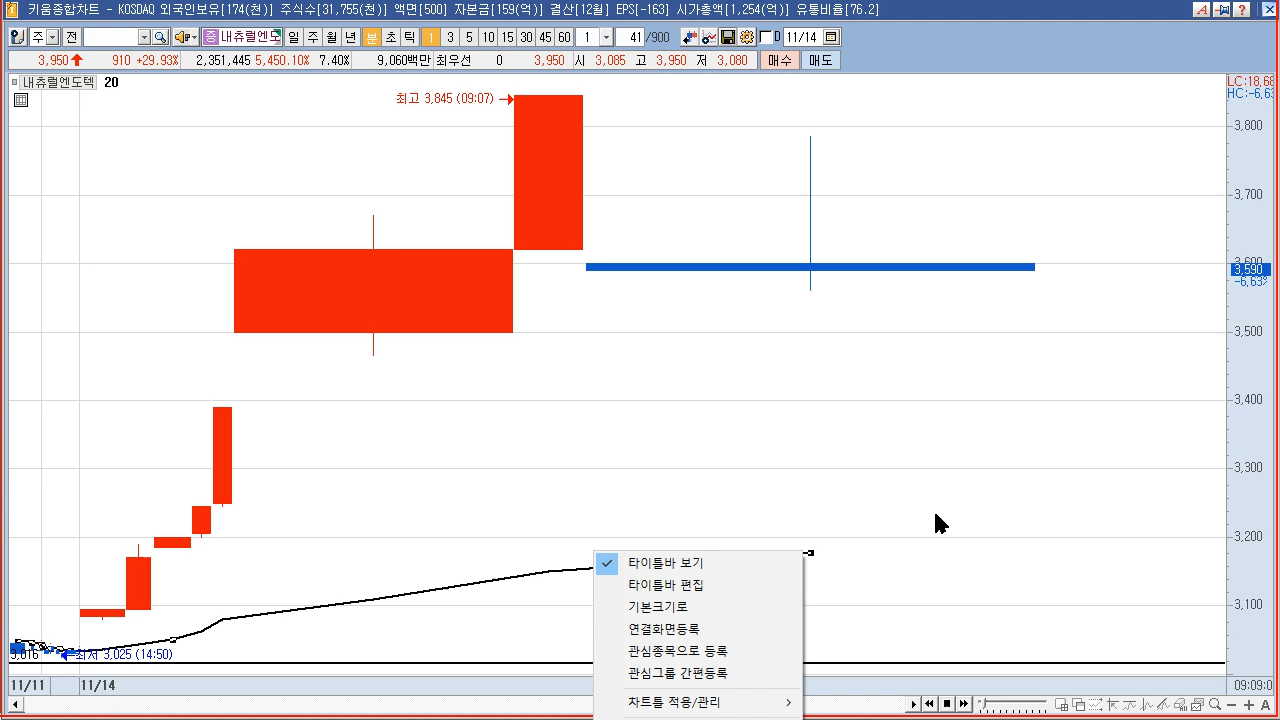 키움종합차트 - KOSDAQ 외국인보유[174(천)] 주식수[31,755(천)] 액면[500] 자본금[159(억)] 결산[12월] EPS[-163] 시가총액[1,254(억)] 유통비율[76.2]
주 전 증 내츄럴엔도 일 주 월 년 분 초 틱 1 3 5 10 15 30 45 60 1 41 /900 D 11/14
3,950 910 +29.93% 2,351,445 5,450.10% 7.40% 9,060백만 최우선 0 3,950 시 3,085 고 3,950 저 3,080 매수 매도
내츄럴엔도텍 20
LC:18,68
HC:-6,63
최고 3,845 (09:07)
3,800
3,700
3,600
3,590
-6,63%
3,500
3,400
3,300
3,200
3,100
3,016 최저 3,025 (14:50)
타이틀바 보기
타이틀바 편집
기본크기로
연결화면등록
관심종목으로 등록
관심그룹 간편등록
차트틀 적용/관리
11/11 11/14 09:09:0
A